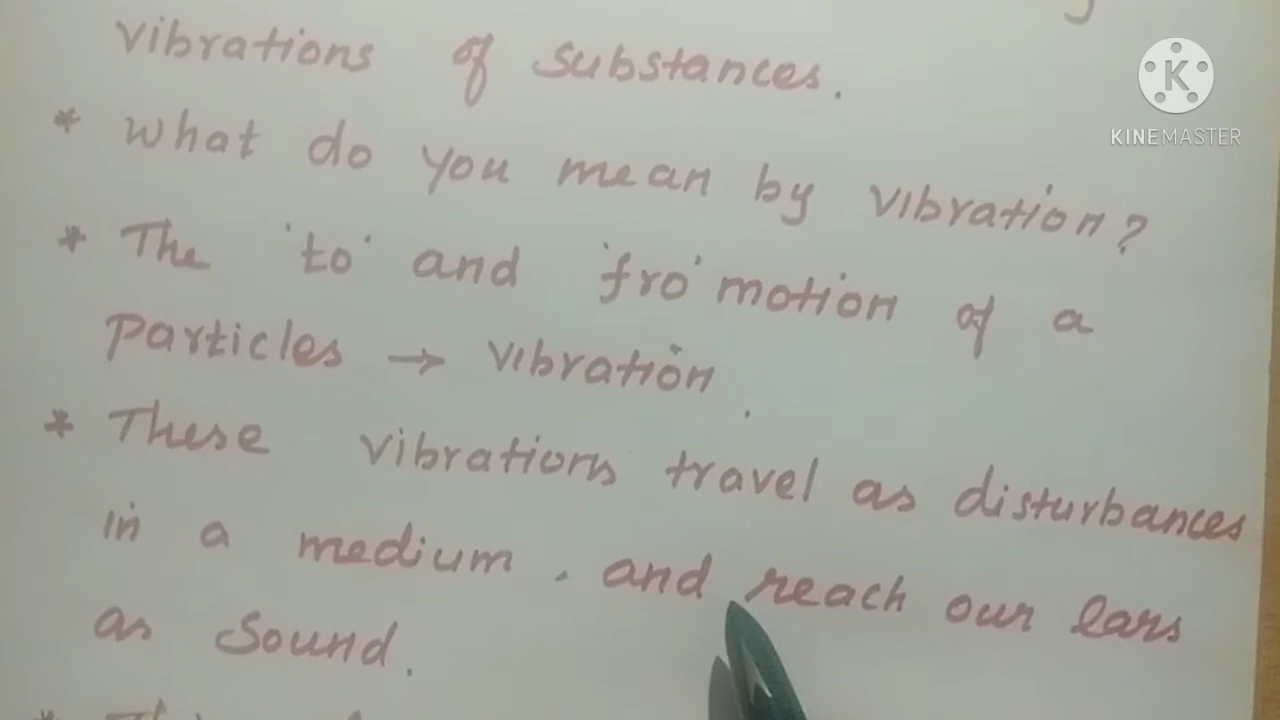 vibrations of substances.
* What do you mean by vibration?
* The 'to' and 'fro' motion of a
particles → vibration.
* These vibrations travel as disturbances
in a medium. and reach our ears
as Sound.
KINEMASTER